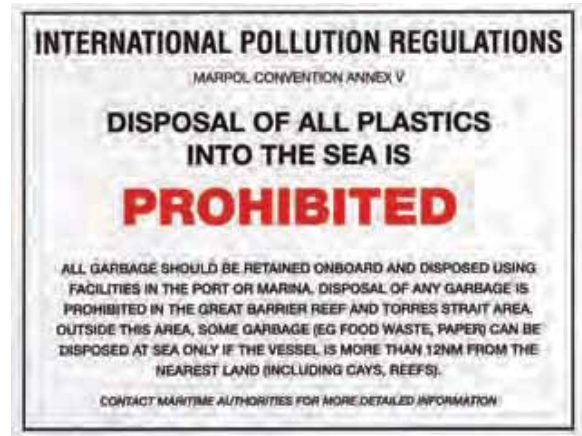 INTERNATIONAL POLLUTION REGULATIONS
MARPOL CONVENTION ANNEX V
DISPOSAL OF ALL PLASTICS
INTO THE SEA IS
PROHIBITED
ALL GARBAGE SHOULD BE RETAINED ONBOARD AND DISPOSED USING
FACILITIES IN THE PORT OR MARINA. DISPOSAL OF ANY GARBAGE IS
PROHIBITED IN THE GREAT BARRIER REEF AND TORRES STRAIT AREA.
OUTSIDE THIS AREA, SOME GARBAGE (EG FOOD WASTE, PAPER) CAN BE
DISPOSED AT SEA ONLY IF THE VESSEL IS MORE THAN 12NM FROM THE
NEAREST LAND (INCLUDING CAYS, REEFS).
CONTACT MARITIME AUTHORITIES FOR MORE DETAILED INFORMATION